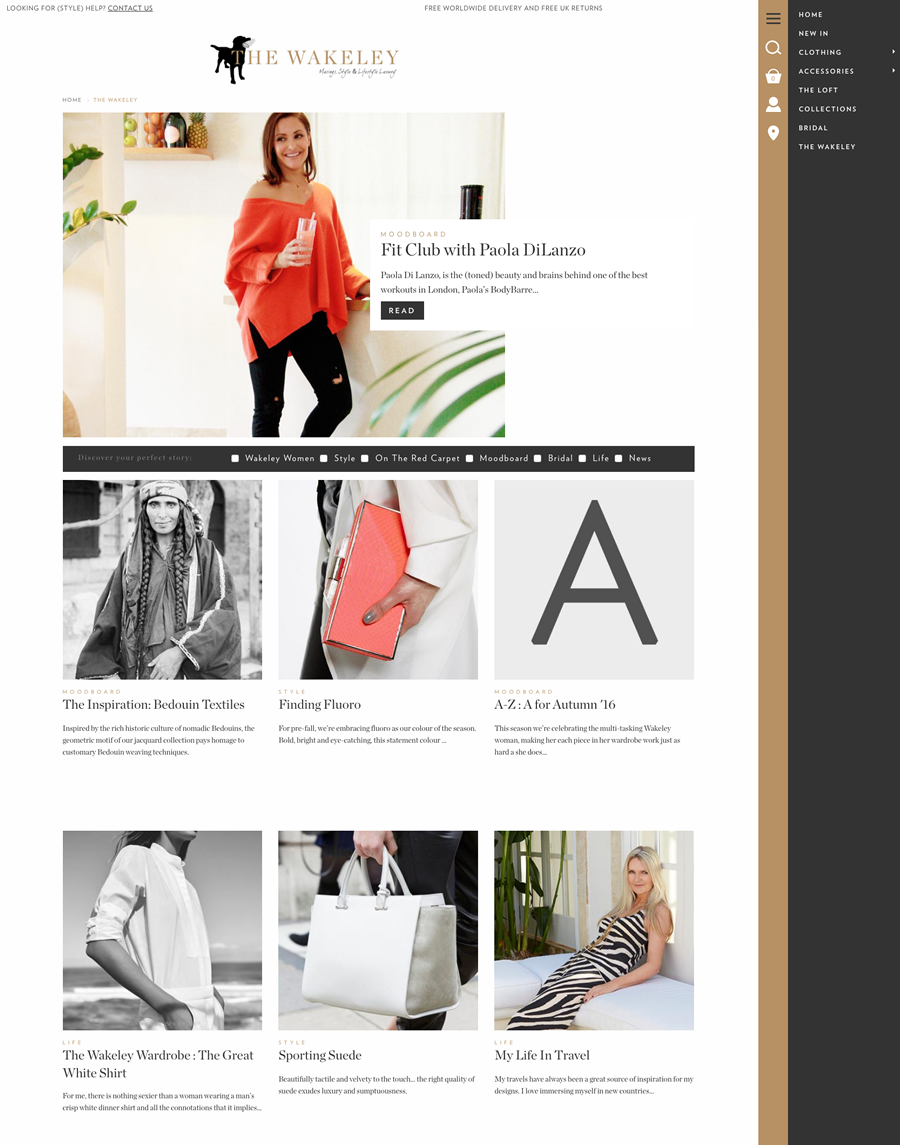 LOOKING FOR (STYLE) HELP? CONTACT US
FREE WORLDWIDE DELIVERY AND FREE UK RETURNS
THE WAKELEY
Musings, Style & Lifestyle Luxury
HOME > THE WAKELEY
0
HOME
NEW IN
CLOTHING
ACCESSORIES
THE LOFT
COLLECTIONS
BRIDAL
THE WAKELEY
MOODBOARD
Fit Club with Paola DiLanzo
Paola Di Lanzo, is the (toned) beauty and brains behind one of the best
workouts in London, Paola's BodyBarre...
READ
Discover your perfect story:
Wakeley Women Style On The Red Carpet Moodboard Bridal Life News
A
MOODBOARD
The Inspiration: Bedouin Textiles
Inspired by the rich historic culture of nomadic Bedouins, the
geometric motif of our jacquard collection pays homage to
customary Bedouin weaving techniques.
STYLE
Finding Fluoro
For pre-fall, we're embracing fluoro as our colour of the season.
Bold, bright and eye-catching, this statement colour ...
MOODBOARD
A-Z : A for Autumn '16
This season we're celebrating the multi-tasking Wakeley
woman, making her each piece in her wardrobe work just as
hard a she does...
LIFE
The Wakeley Wardrobe : The Great
White Shirt
For me, there is nothing sexier than a woman wearing a man's
crisp white dinner shirt and all the connotations that it implies...
STYLE
Sporting Suede
Beautifully tactile and velvety to the touch... the right quality of
suede exudes luxury and sumptuousness.
LIFE
My Life In Travel
My travels have always been a great source of inspiration for my
designs. I love immersing myself in new countries...